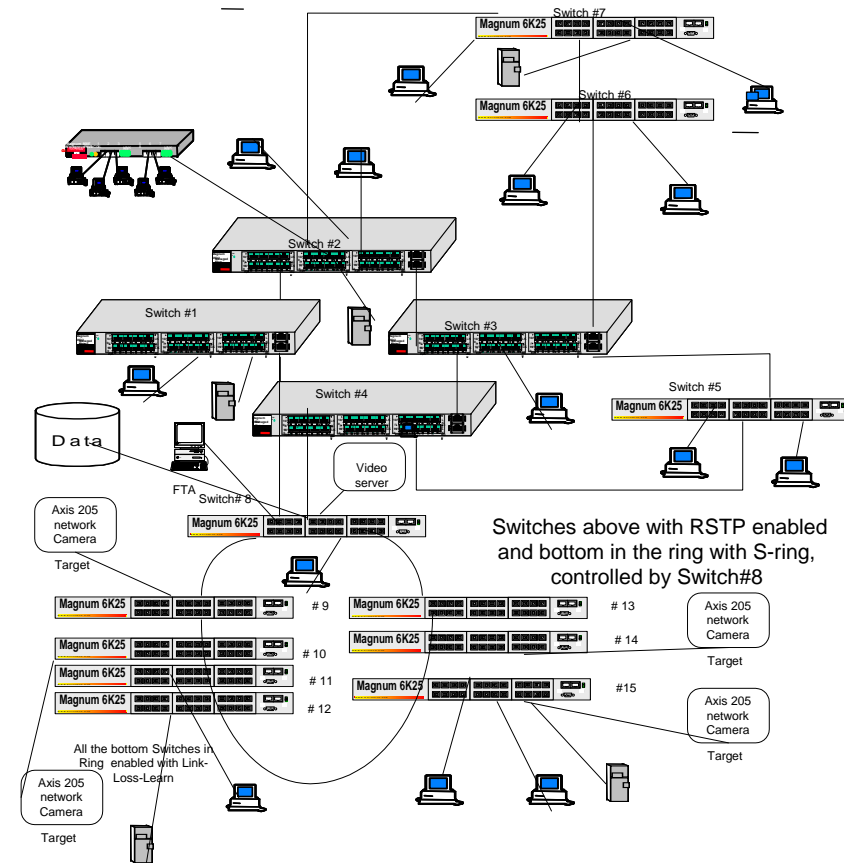 Switch #7
Magnum 6K25
Switch #6
Magnum 6K25
Switch #2
Switch #1
Switch #3
Switch #4
Switch #5
Magnum 6K25
Data
FTA
Video
server
Switch# 8
Magnum 6K25
Axis 205
network
Camera
Target
Switches above with RSTP enabled
and bottom in the ring with S-ring,
controlled by Switch#8
Magnum 6K25
# 9
Magnum 6K25
# 13
Magnum 6K25
# 10
Magnum 6K25
# 14
Axis 205
network
Camera
Target
Magnum 6K25
# 11
Magnum 6K25
# 12
Magnum 6K25
#15
Axis 205
network
Camera
Target
All the bottom Switches in
Ring enabled with Link-
Loss-Learn
Axis 205
network
Camera
Target